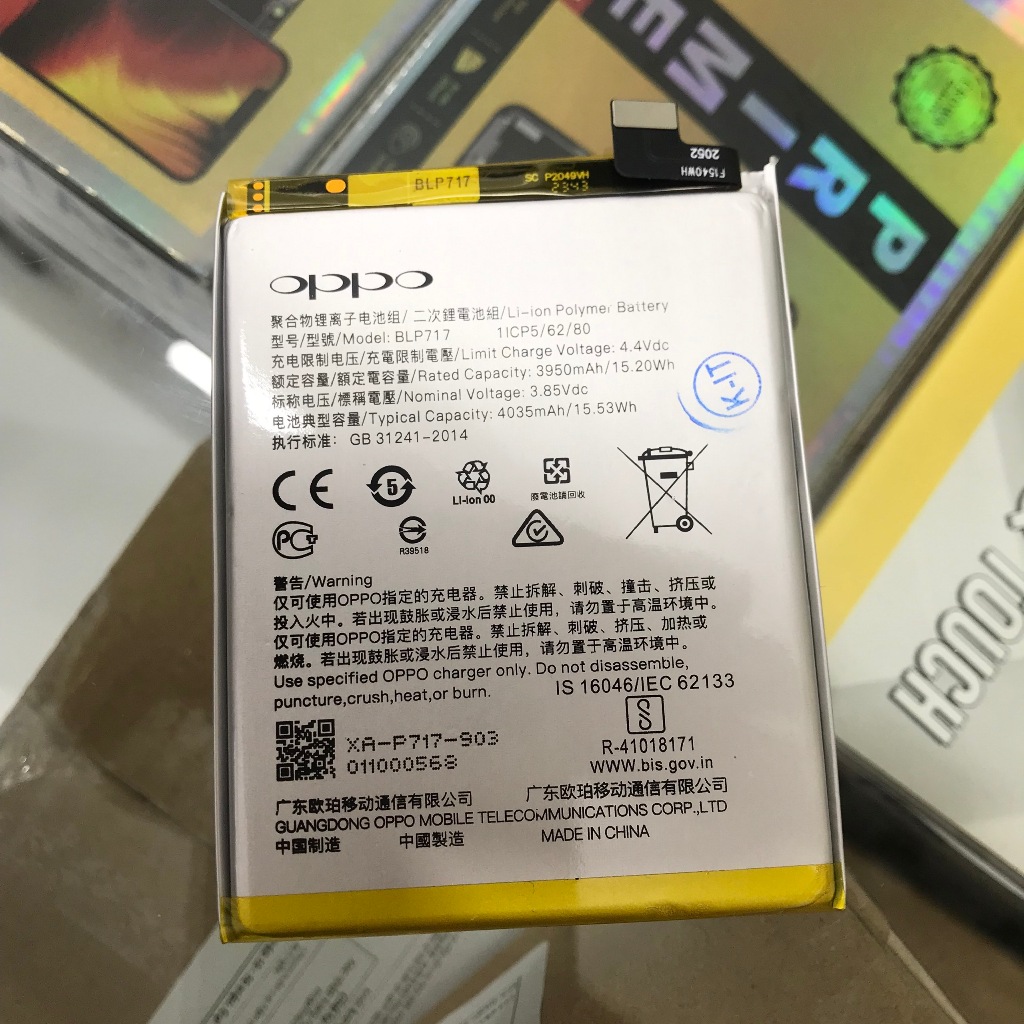 PREMI
F1540WH
2052
BLP717
SC P2049VH
2343
oppo
聚合物锂离子电池组/ 二次鋰電池組/Li-ion Polymer Battery
型号/型號/Model: BLP717 1ICP5/62/80
充电限制电压/充電限制電壓/Limit Charge Voltage: 4.4Vdc
额定容量/額定電容量/Rated Capacity: 3950mAh/15.20Wh
标称电压/標稱電壓/Nominal Voltage: 3.85Vdc
电池典型容量/Typical Capacity: 4035mAh/15.53Wh
执行标准: GB 31241-2014
K-IT
CE
5
Li-ion 00
廢電池請回收
PC
R39518
警告/Warning
仅可使用OPPO指定的充电器。禁止拆解、刺破、撞击、挤压或
投入火中。若出现鼓胀或浸水后禁止使用，请勿置于高温环境中。
仅可使用OPPO指定的充电器。禁止拆解、刺破、挤压、加热或
燃烧。若出现鼓胀或浸水后禁止使用，请勿置于高温环境中。
Use specified OPPO charger only. Do not disassemble,
puncture,crush,heat,or burn.
IS 16046/IEC 62133
R-41018171
www.bis.gov.in
XA-P717-903
011000568
广东欧珀移动通信有限公司 广东欧珀移动通信有限公司
GUANGDONG OPPO MOBILE TELECOMMUNICATIONS CORP.,LTD
中国制造 中國製造 MADE IN CHINA
TOUCH